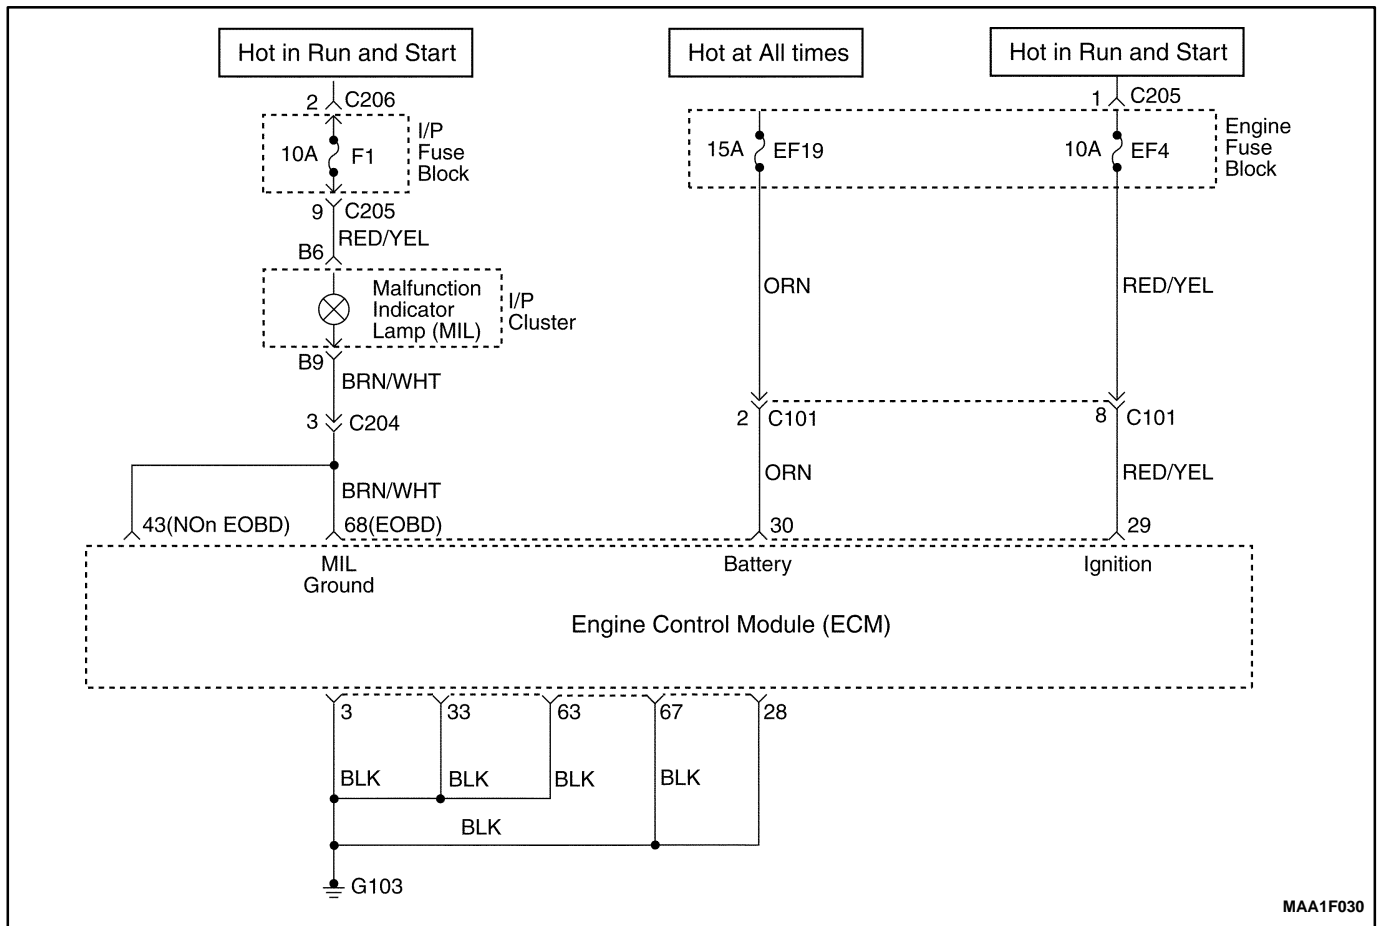 Hot in Run and Start
Hot at All times
Hot in Run and Start
2
C206
1
C205
10A
F1
I/P
Fuse
Block
15A
EF19
10A
EF4
Engine
Fuse
Block
9
C205
RED/YEL
B6
Malfunction
Indicator
Lamp (MIL)
I/P
Cluster
ORN
RED/YEL
B9
BRN/WHT
3
C204
2
C101
8
C101
BRN/WHT
ORN
RED/YEL
43(NOn EOBD)
68(EOBD)
30
29
MIL
Ground
Battery
Ignition
Engine Control Module (ECM)
3
33
63
67
28
BLK
BLK
BLK
BLK
BLK
G103
MAA1F030